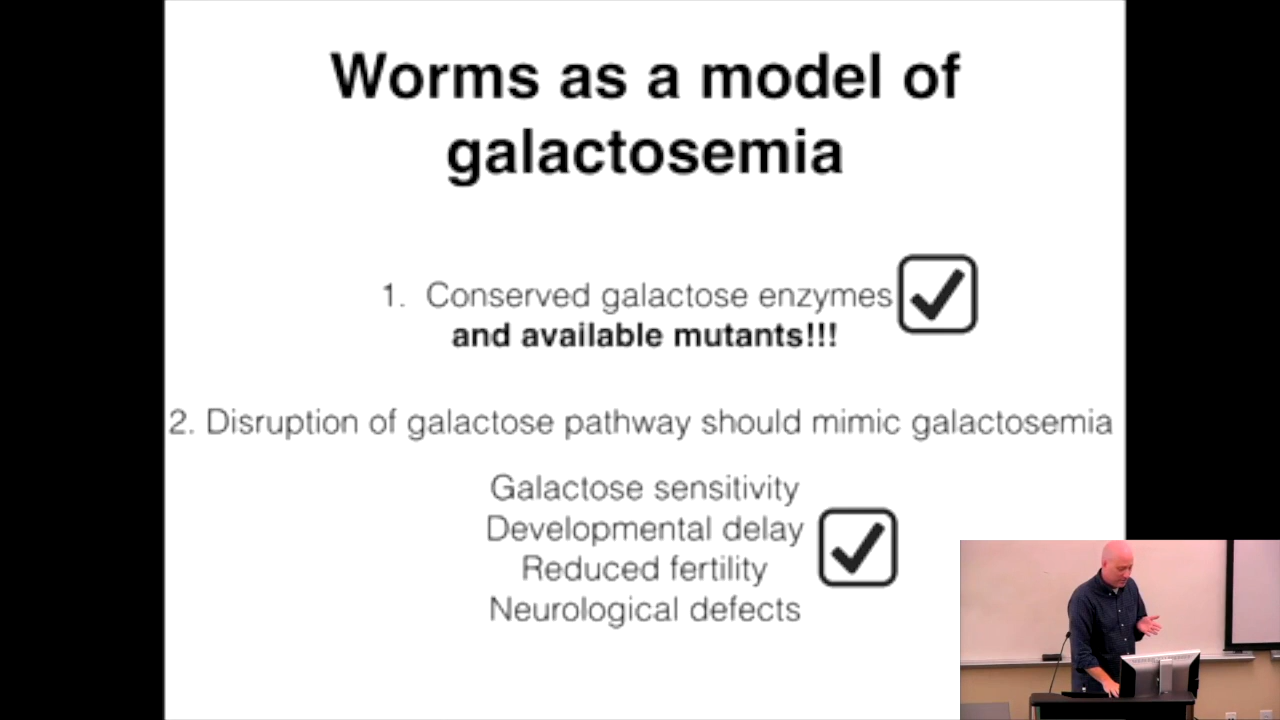 Worms as a model of
galactosemia
1. Conserved galactose enzymes
and available mutants!!!
2. Disruption of galactose pathway should mimic galactosemia
Galactose sensitivity
Developmental delay
Reduced fertility
Neurological defects